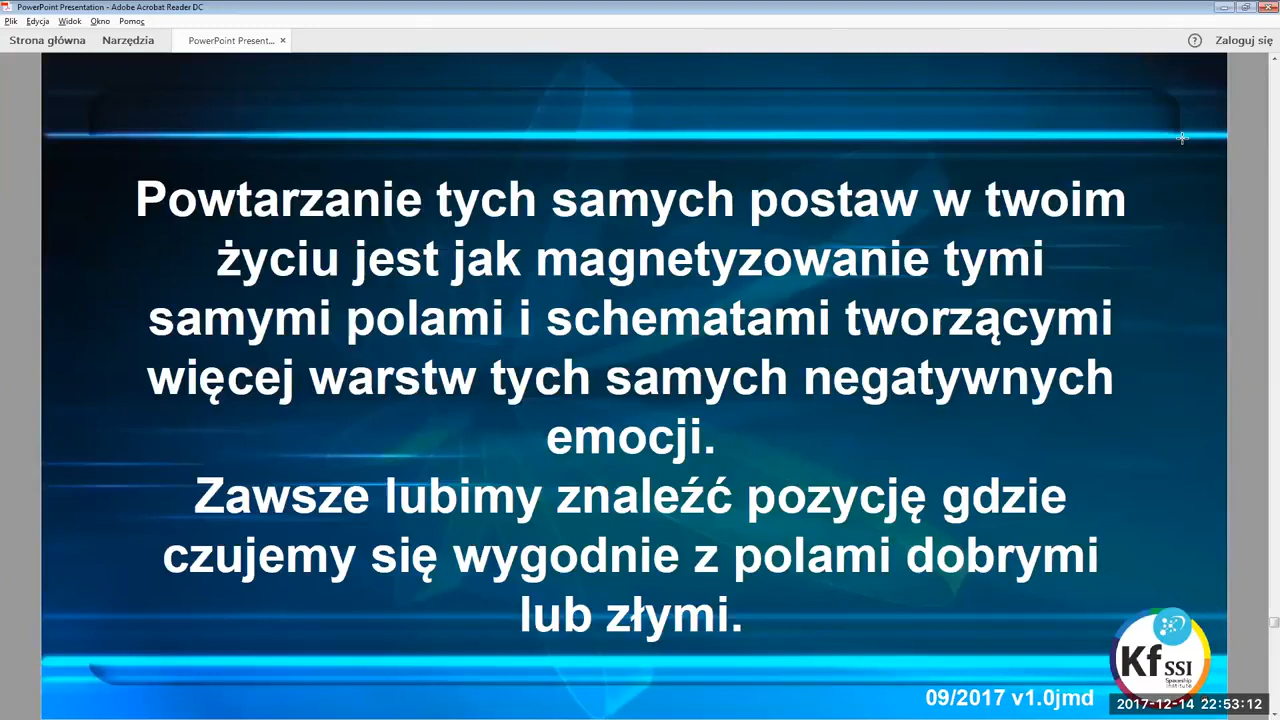 PowerPoint Presentation - Adobe Acrobat Reader DC
Plik Edycja Widok Okno Pomoc
Strona główna Narzędzia PowerPoint Present... × ? Zaloguj się
Powtarzanie tych samych postaw w twoim
życiu jest jak magnetyzowanie tymi
samymi polami i schematami tworzącymi
więcej warstw tych samych negatywnych
emocji.
Zawsze lubimy znaleźć pozycję gdzie
czujemy się wygodnie z polami dobrymi
lub złymi.
Kf SSI
Spaceship
Institute
09/2017 v1.0jmd
2017-12-14 22:53:12